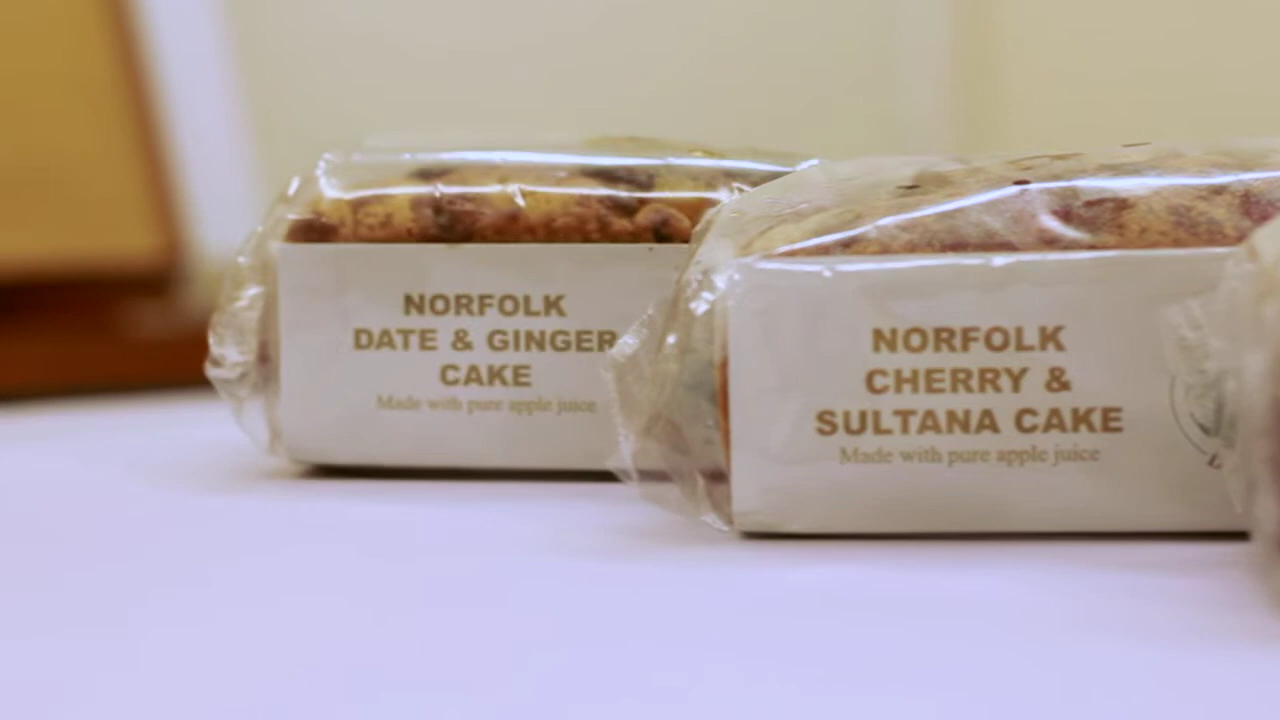 NORFOLK
DATE & GINGER
CAKE
Made with pure apple juice
NORFOLK
CHERRY &
SULTANA CAKE
Made with pure apple juice